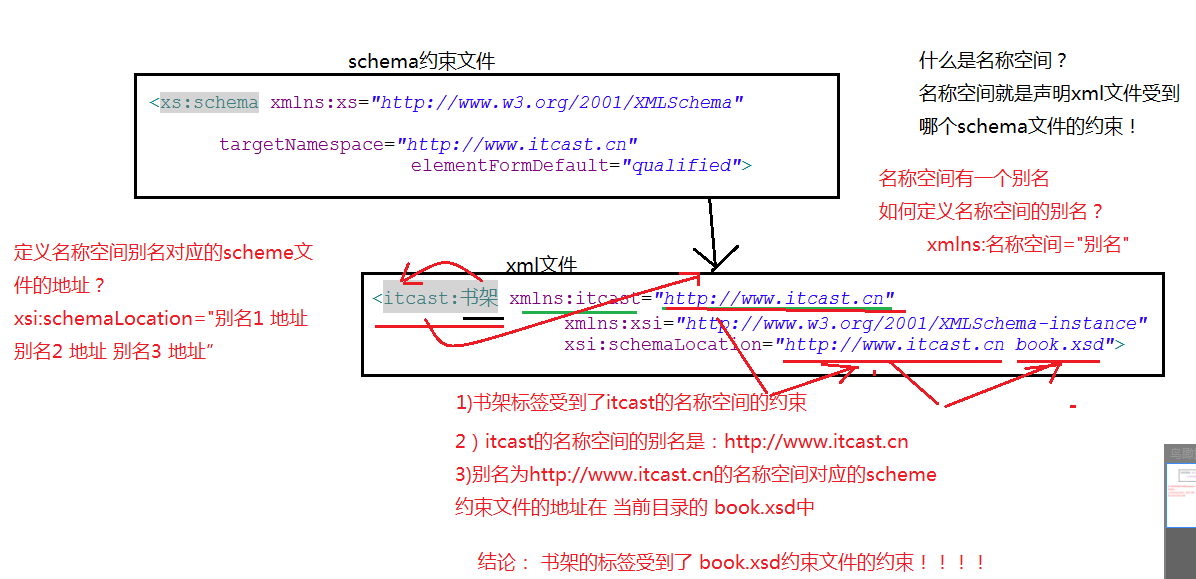 schema约束文件
<xs:schema xmlns:xs="http://www.w3.org/2001/XMLSchema"
targetNamespace="http://www.itcast.cn"
elementFormDefault="qualified">
什么是名称空间？
名称空间就是声明xml文件受到
哪个schema文件的约束！
名称空间有一个别名
如何定义名称空间的别名？
xmlns:名称空间="别名"
定义名称空间别名对应的scheme文
件的地址？
xsi:schemaLocation="别名1 地址
别名2 地址 别名3 地址”
xml文件
<itcast:书架 xmlns:itcast="http://www.itcast.cn"
xmlns:xsi="http://www.w3.org/2001/XMLSchema-instance"
xsi:schemaLocation="http://www.itcast.cn book.xsd">
1)书架标签受到了itcast的名称空间的约束
2）itcast的名称空间的别名是：http://www.itcast.cn
3)别名为http://www.itcast.cn的名称空间对应的scheme
约束文件的地址在 当前目录的 book.xsd中
结论： 书架的标签受到了 book.xsd约束文件的约束！！！！